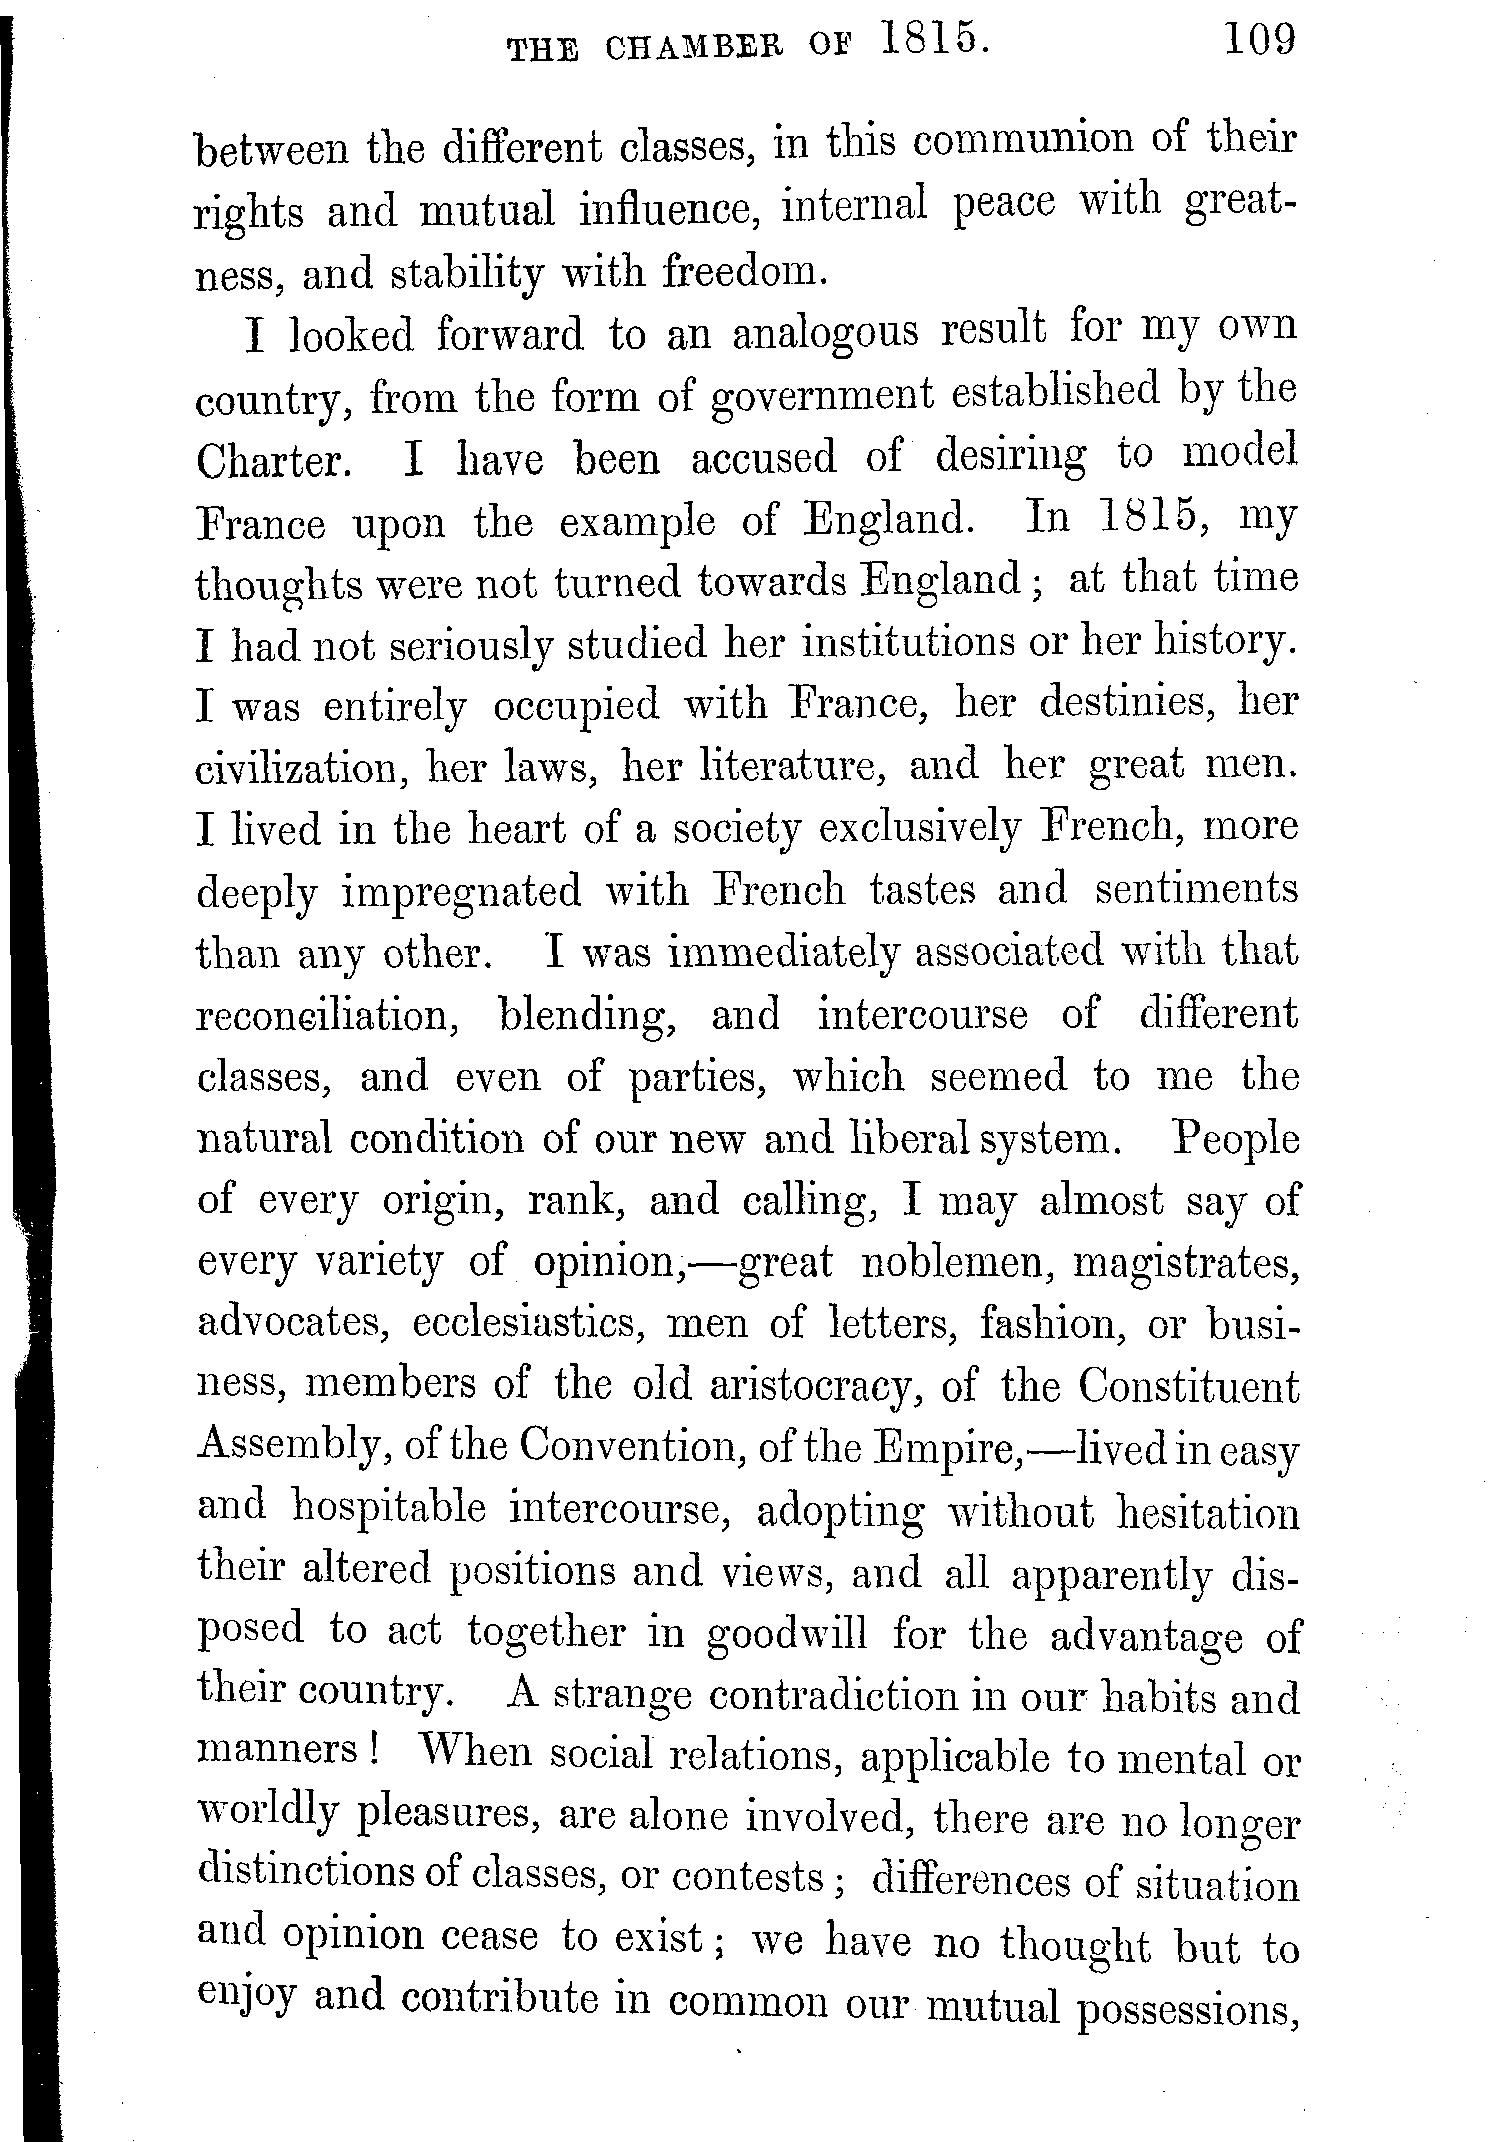 THE CHAMBER OF 1815. 109
between the different classes, in this communion of their
rights and mutual influence, internal peace with great-
ness, and stability with freedom.
I looked forward to an analogous result for my own
country, from the form of government established by the
Charter. I have been accused of desiring to model
France upon the example of England. In 1815, my
thoughts were not turned towards England; at that time
I had not seriously studied her institutions or her history.
I was entirely occupied with France, her destinies, her
civilization, her laws, her literature, and her great men.
I lived in the heart of a society exclusively French, more
deeply impregnated with French tastes and sentiments
than any other. I was immediately associated with that
reconciliation, blending, and intercourse of different
classes, and even of parties, which seemed to me the
natural condition of our new and liberal system. People
of every origin, rank, and calling, I may almost say of
every variety of opinion,—great noblemen, magistrates,
advocates, ecclesiastics, men of letters, fashion, or busi-
ness, members of the old aristocracy, of the Constituent
Assembly, of the Convention, of the Empire,—lived in easy
and hospitable intercourse, adopting without hesitation
their altered positions and views, and all apparently dis-
posed to act together in goodwill for the advantage of
their country. A strange contradiction in our habits and
manners! When social relations, applicable to mental or
worldly pleasures, are alone involved, there are no longer
distinctions of classes, or contests; differences of situation
and opinion cease to exist; we have no thought but to
enjoy and contribute in common our mutual possessions,